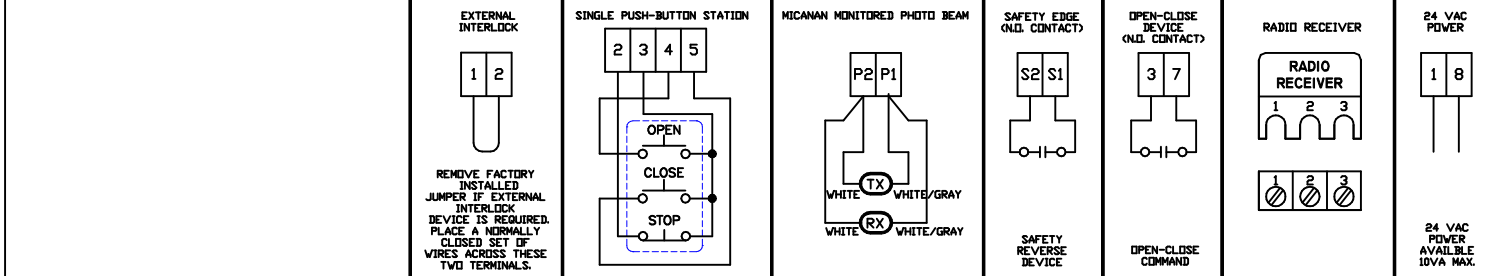 EXTERNAL
INTERLOCK
1 2
REMOVE FACTORY
INSTALLED
JUMPER IF EXTERNAL
INTERLOCK
DEVICE IS REQUIRED.
PLACE A NORMALLY
CLOSED SET OF
WIRES ACROSS THESE
TWO TERMINALS.
SINGLE PUSH-BUTTON STATION
2 3 4 5
OPEN
CLOSE
STOP
MICANAN MONITORED PHOTO BEAM
P2 P1
TX
WHITE WHITE/GRAY
RX
WHITE WHITE/GRAY
SAFETY EDGE
(N.O. CONTACT)
S2 S1
SAFETY
REVERSE
DEVICE
OPEN-CLOSE
DEVICE
(N.O. CONTACT)
3 7
OPEN-CLOSE
COMMAND
RADIO RECEIVER
RADIO
RECEIVER
1 2 3
1 2 3
24 VAC
POWER
1 8
24 VAC
POWER
AVAILBLE
10VA MAX.